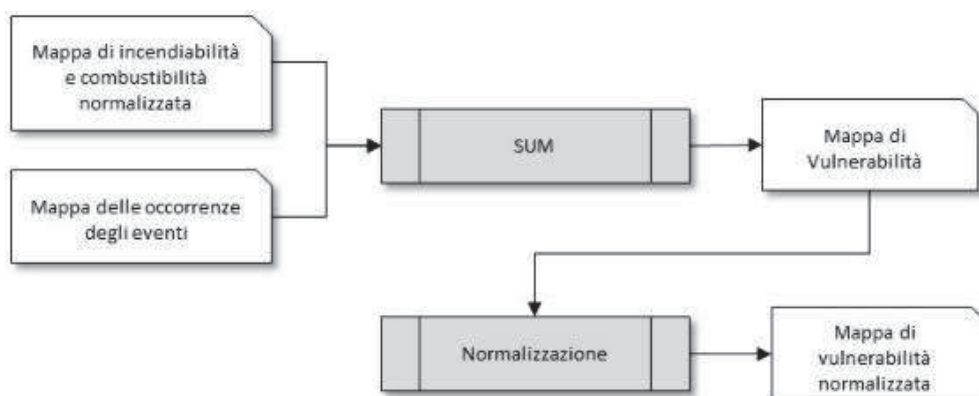 Mappa di incendiabilità
e combustibilità
normalizzata
SUM
Mappa di
Vulnerabilità
Mappa delle occorrenze
degli eventi
Normalizzazione
Mappa di
vulnerabilità
normalizzata